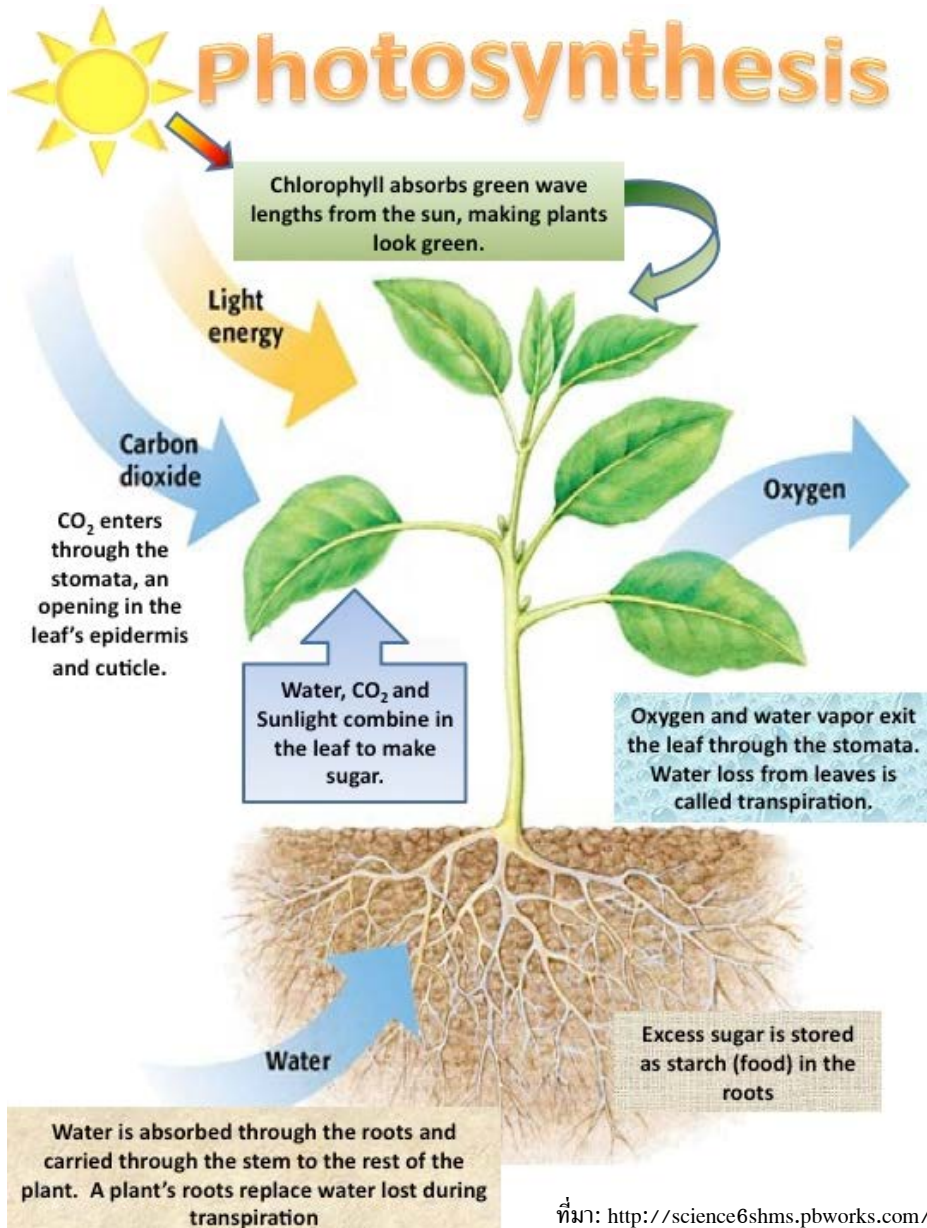 Photosynthesis
Chlorophyll absorbs green wave
lengths from the sun, making plants
look green.
Light
energy
Carbon
dioxide
CO₂ enters
through the
stomata, an
opening in the
leaf's epidermis
and cuticle.
Oxygen
Water, CO₂ and
Sunlight combine in
the leaf to make
sugar.
Oxygen and water vapor exit
the leaf through the stomata.
Water loss from leaves is
called transpiration.
Water
Excess sugar is stored
as starch (food) in the
roots
Water is absorbed through the roots and
carried through the stem to the rest of the
plant.  A plant's roots replace water lost during
transpiration
ที่มา: http://science6shms.pbworks.com/